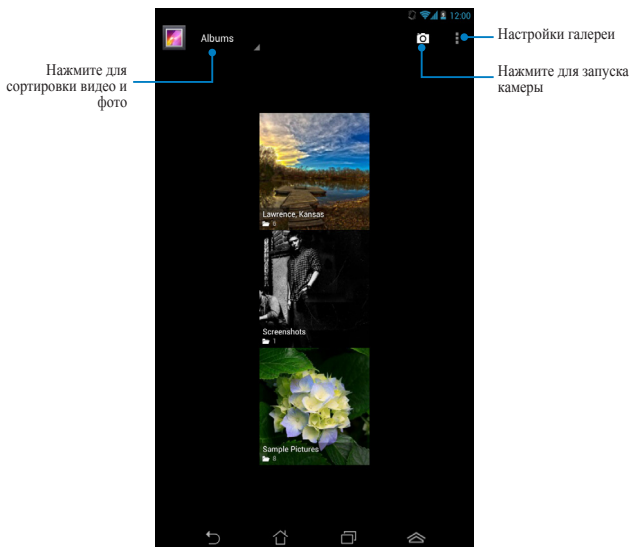 12:00
Albums
Настройки галереи
Нажмите для
сортировки видео и
фото
Нажмите для запуска
камеры
Lawrence, Kansas
6
Screenshots
1
Sample Pictures
8